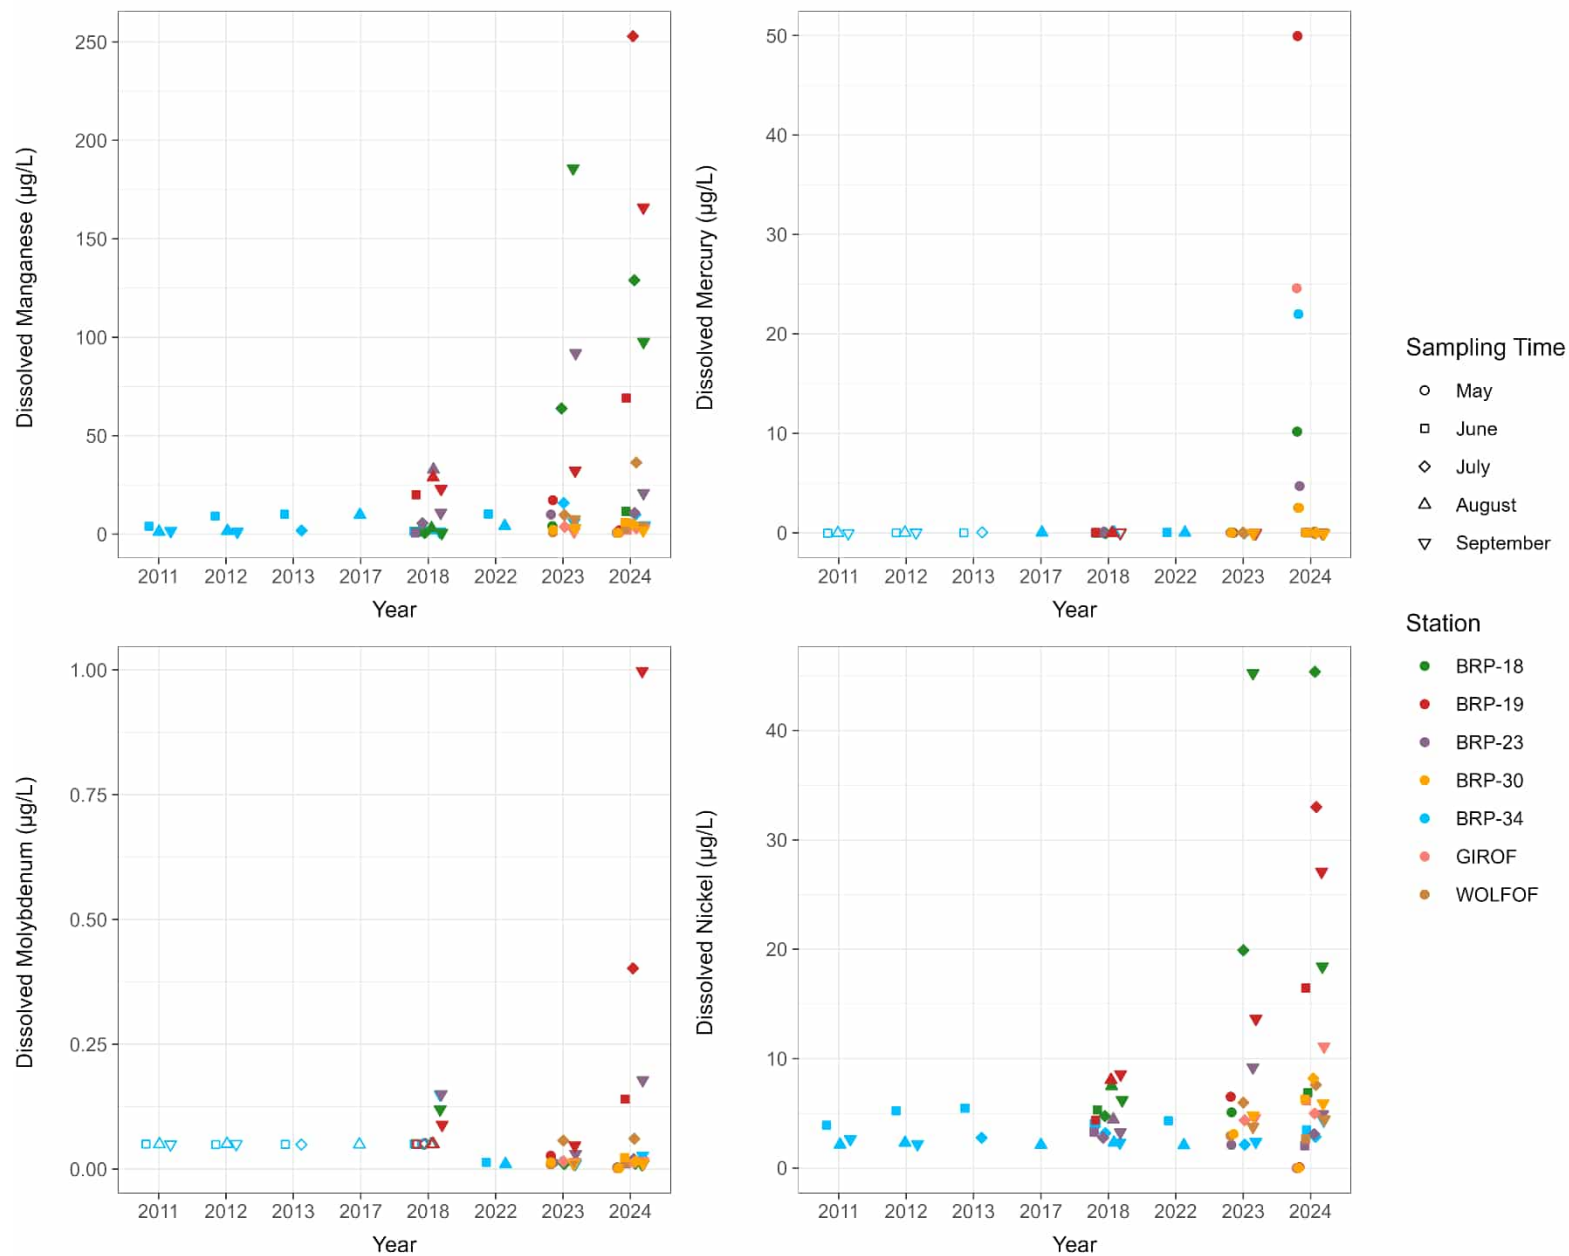 Dissolved Manganese (µg/L)
250
200
150
100
50
0
2011 2012 2013 2017 2018 2022 2023 2024
Year
Dissolved Mercury (µg/L)
50
40
30
20
10
0
2011 2012 2013 2017 2018 2022 2023 2024
Year
Dissolved Molybdenum (µg/L)
1.00
0.75
0.50
0.25
0.00
2011 2012 2013 2017 2018 2022 2023 2024
Year
Dissolved Nickel (µg/L)
40
30
20
10
0
2011 2012 2013 2017 2018 2022 2023 2024
Year
Sampling Time
May
June
July
August
September
Station
BRP-18
BRP-19
BRP-23
BRP-30
BRP-34
GIROF
WOLFOF